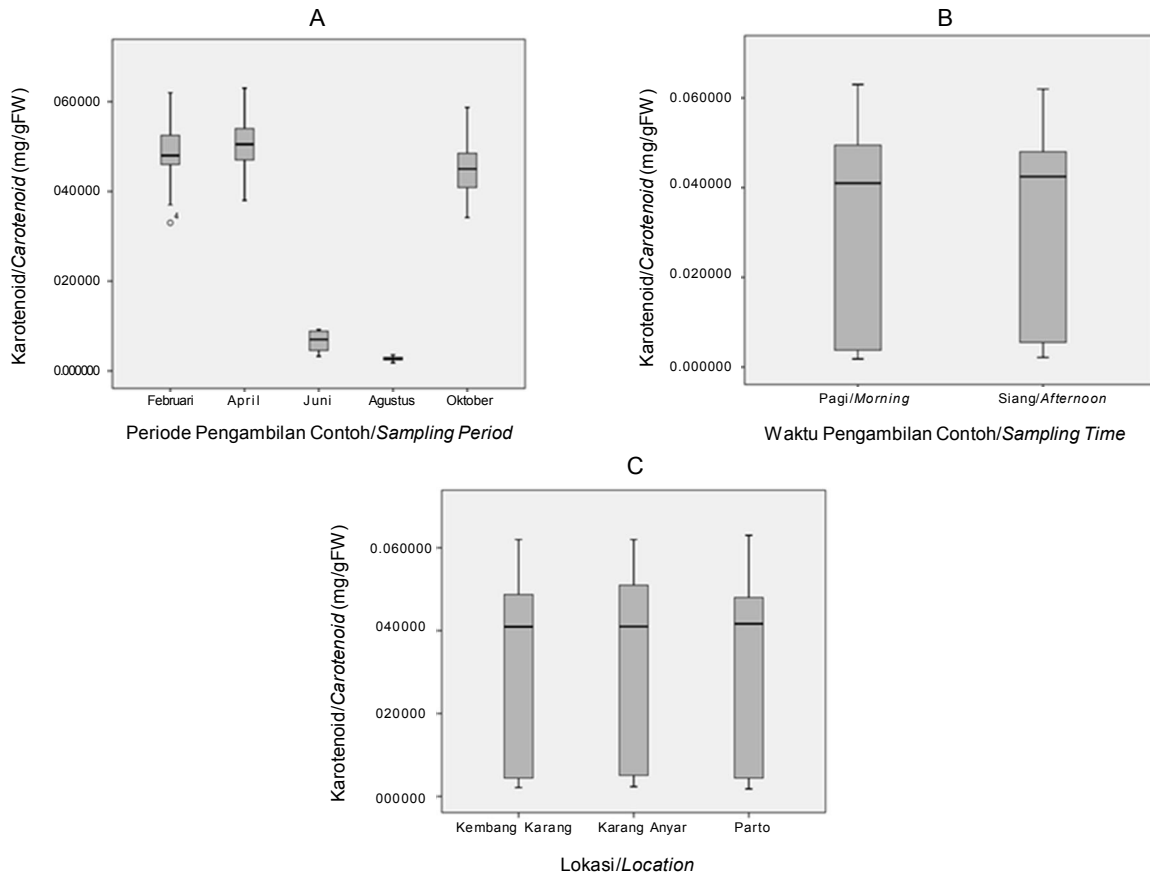 A
Karotenoid/Carotenoid (mg/gFW)
060000
040000
020000
0.000000
4
Februari April Juni Agustus Oktober
Periode Pengambilan Contoh/Sampling Period
B
Karotenoid/Carotenoid (mg/gFW)
0.060000
0.040000
0.020000
0.000000
Pagi/Morning Siang/Afternoon
Waktu Pengambilan Contoh/Sampling Time
C
Karotenoid/Carotenoid (mg/gFW)
0.060000
040000
020000
000000
Kembang Karang Karang Anyar Parto
Lokasi/Location